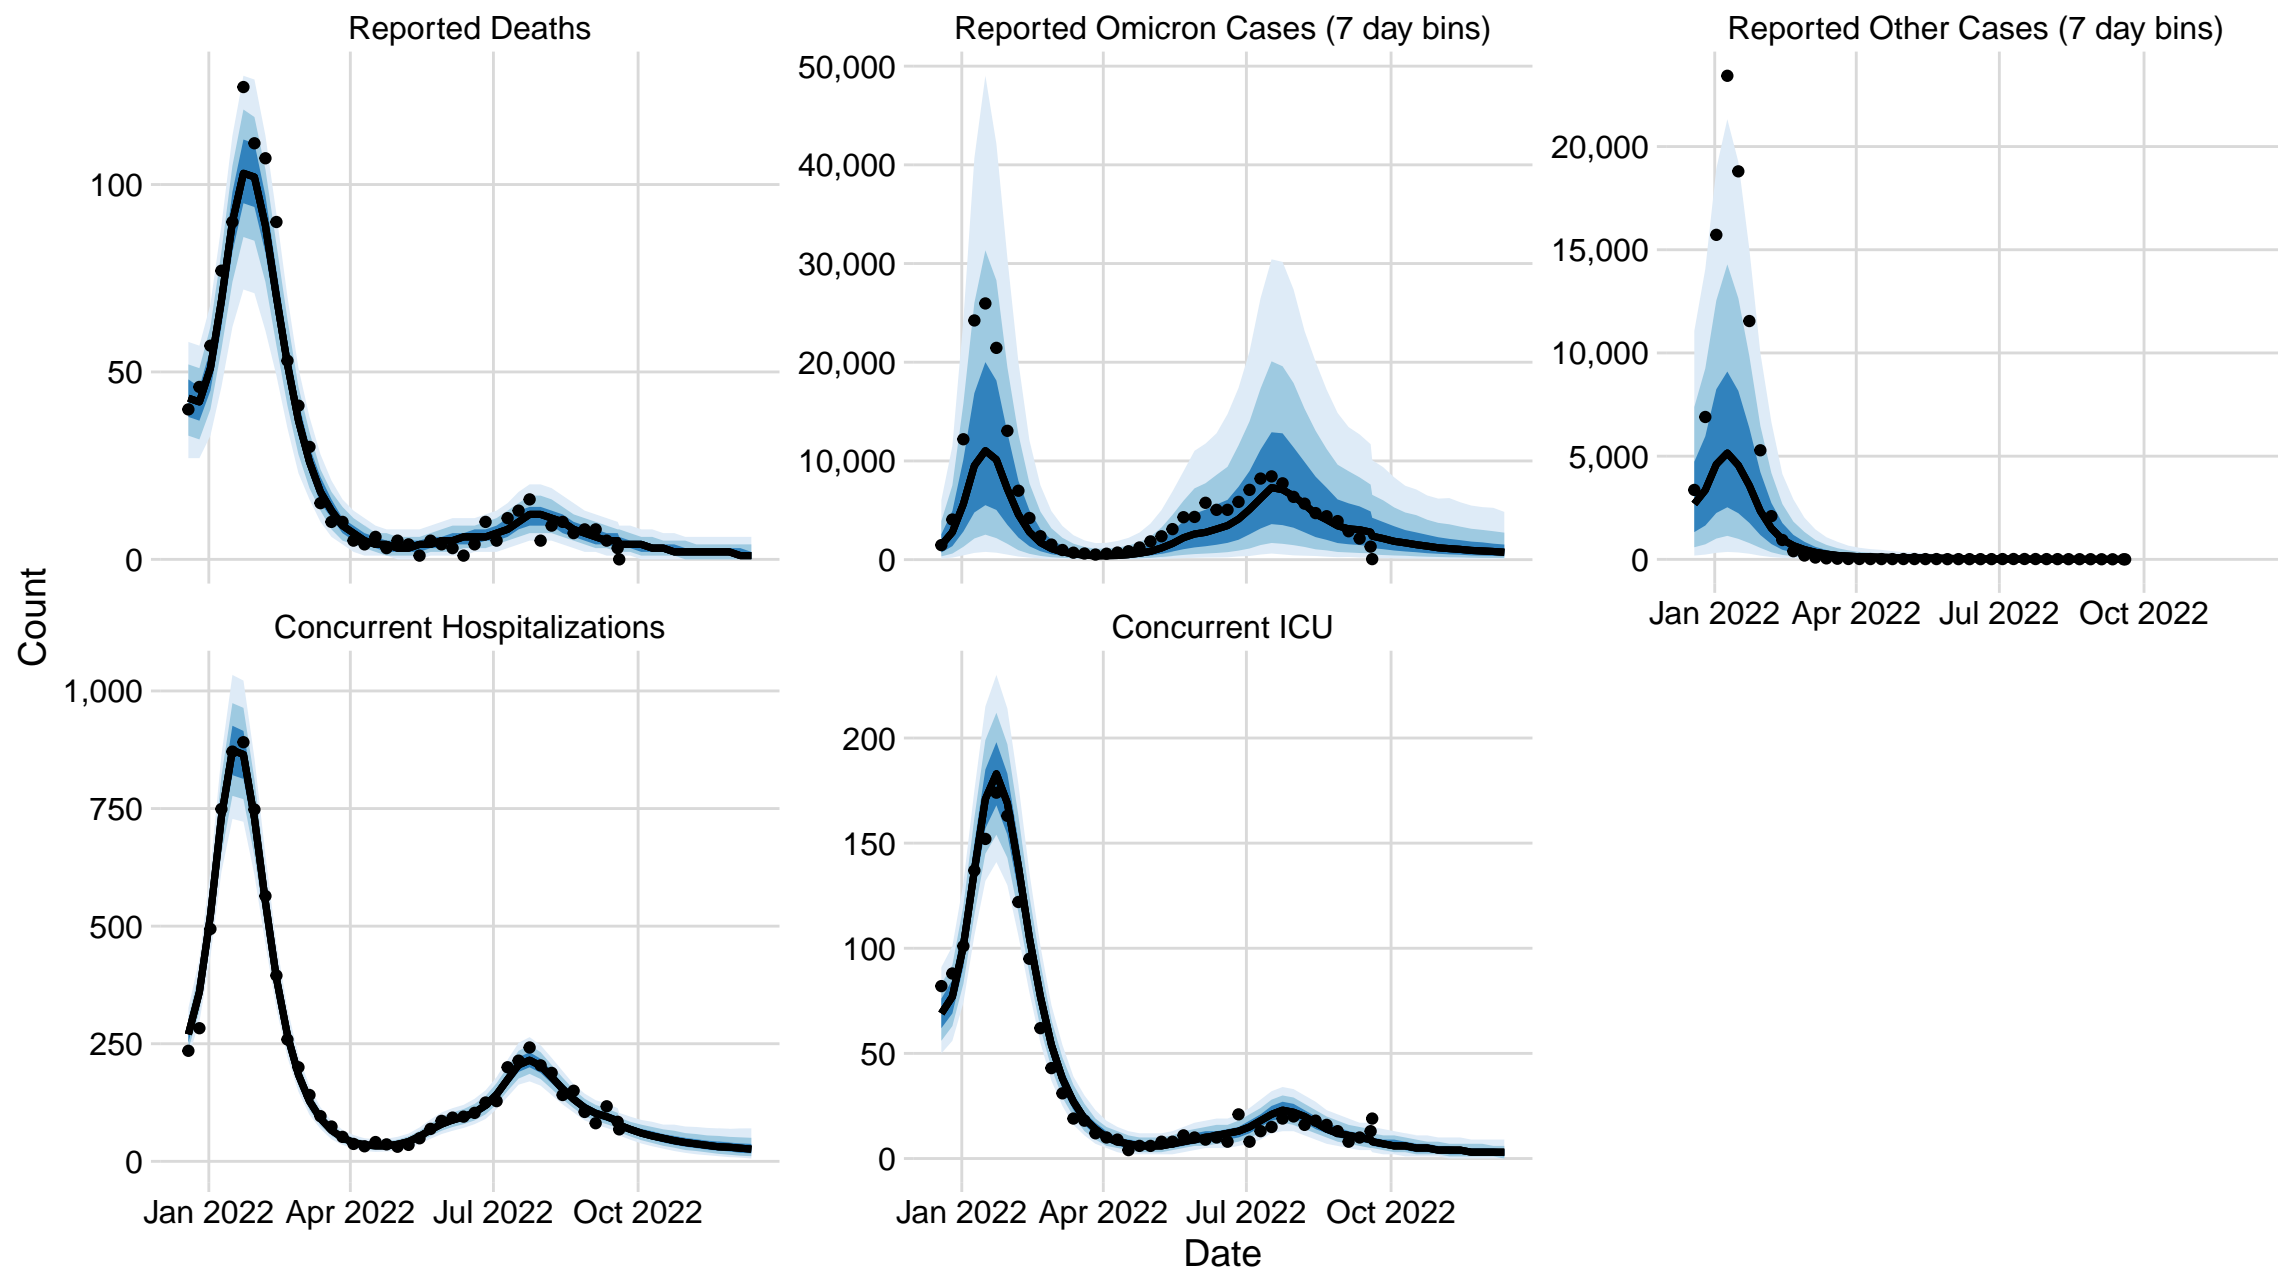 Reported Deaths
Reported Omicron Cases (7 day bins)
Reported Other Cases (7 day bins)
100
50
0
50,000
40,000
30,000
20,000
10,000
0
20,000
15,000
10,000
5,000
0
Jan 2022 Apr 2022 Jul 2022 Oct 2022
Count
Concurrent Hospitalizations
Concurrent ICU
1,000
750
500
250
0
200
150
100
50
0
Jan 2022 Apr 2022 Jul 2022 Oct 2022
Jan 2022 Apr 2022 Jul 2022 Oct 2022
Date